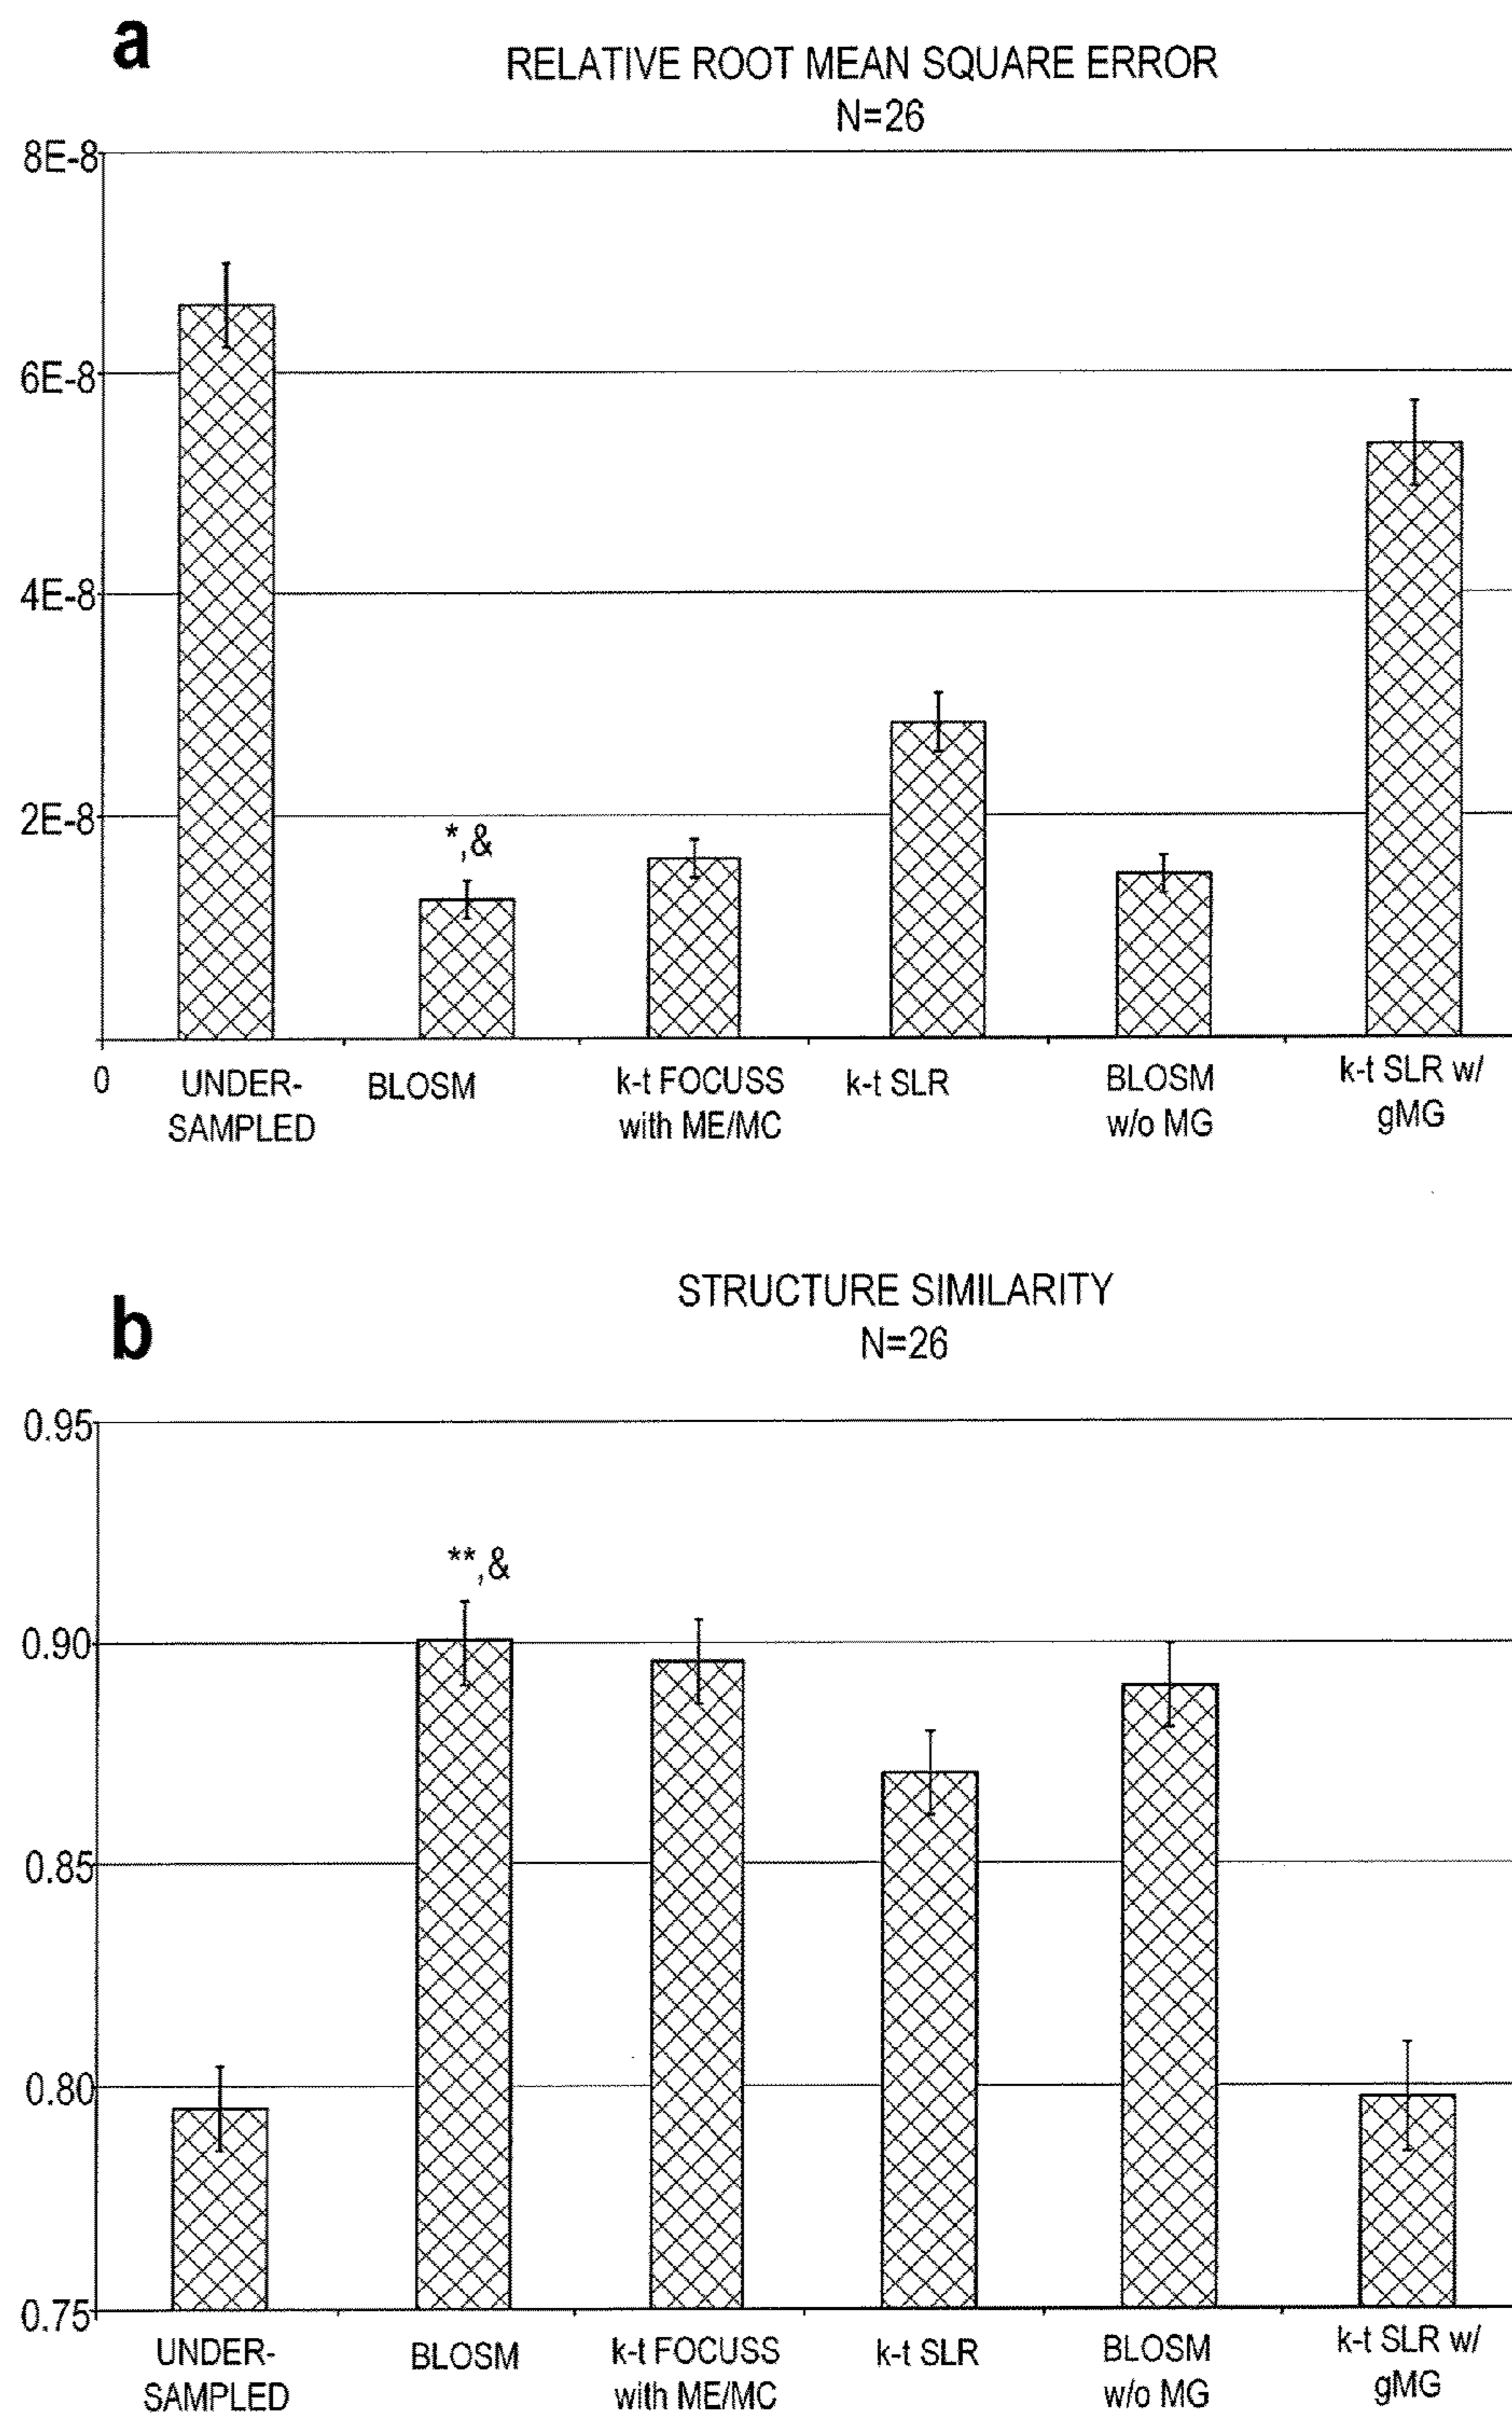 a
RELATIVE ROOT MEAN SQUARE ERROR
N=26
8E-8
6E-8
4E-8
2E-8
*,&
0
UNDER-
SAMPLED
BLOSM
k-t FOCUSS
with ME/MC
k-t SLR
BLOSM
w/o MG
k-t SLR w/
gMG
b
STRUCTURE SIMILARITY
N=26
0.95
**,&
0.90
0.85
0.80
0.75
UNDER-
SAMPLED
BLOSM
k-t FOCUSS
with ME/MC
k-t SLR
BLOSM
w/o MG
k-t SLR w/
gMG